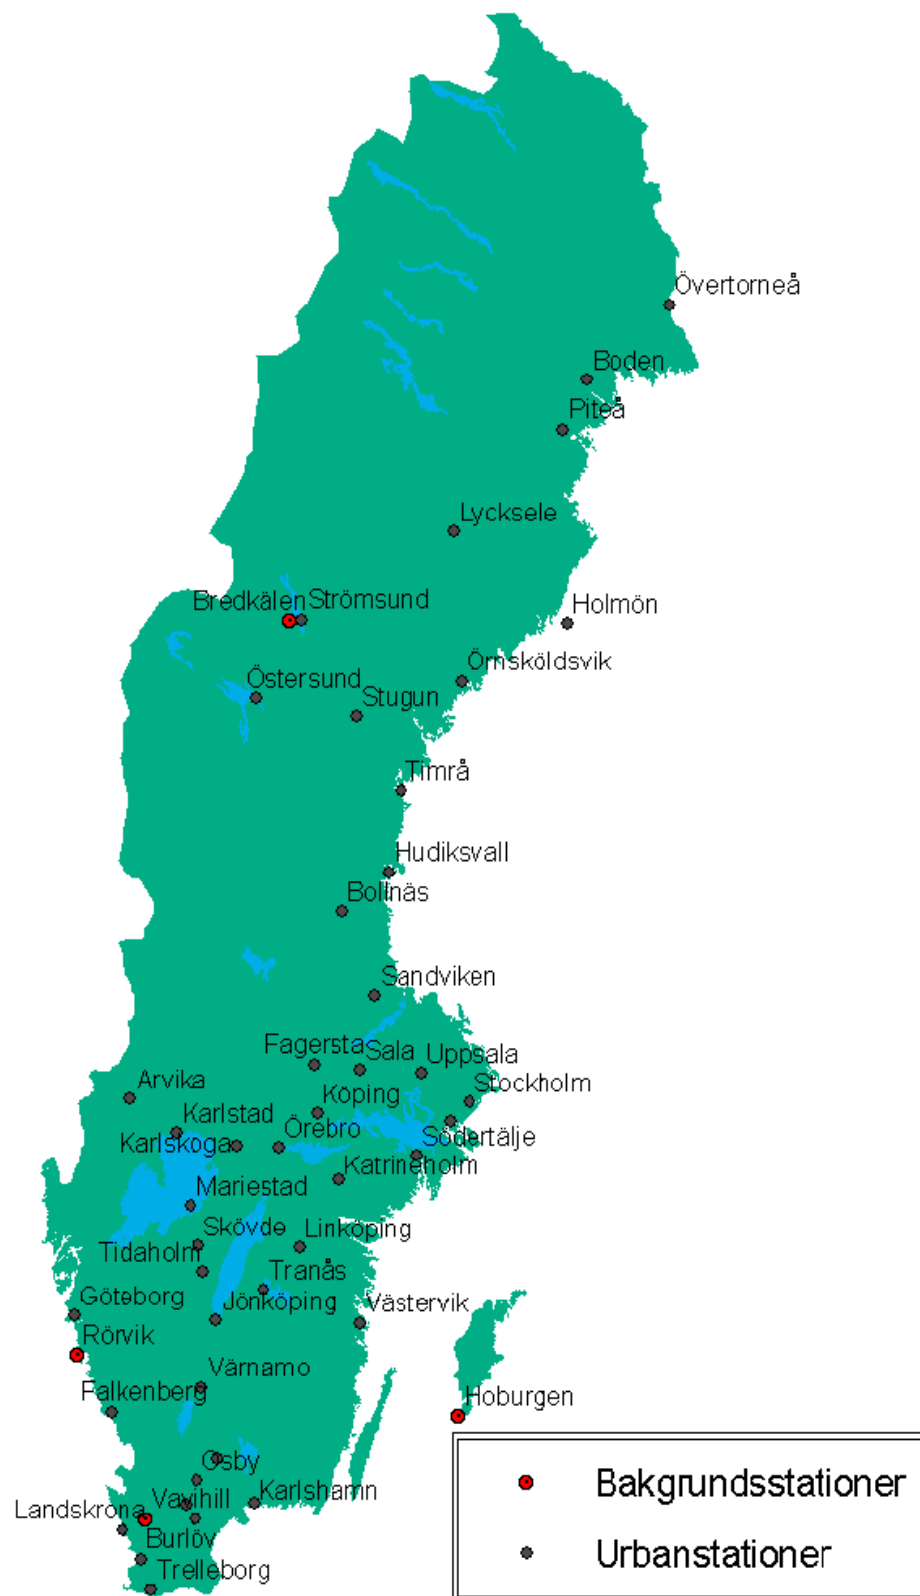 Övertorneå
Boden
Piteå
Lycksele
Bredkälen
Strömsund
Holmön
Örnsköldsvik
Östersund
Stugun
Timrå
Hudiksvall
Bollnäs
Sandviken
Fagersta
Sala
Uppsala
Arvika
Köping
Stockholm
Karlstad
Karlskoga
Örebro
Södertälje
Katrineholm
Mariestad
Skövde
Linköping
Tidaholm
Tranås
Göteborg
Jönköping
Västervik
Rörvik
Värnamo
Falkenberg
Hoburgen
Osby
Karlshamn
Vavihill
Landskrona
Burlöv
Trelleborg
Bakgrundsstationer
Urbanstationer